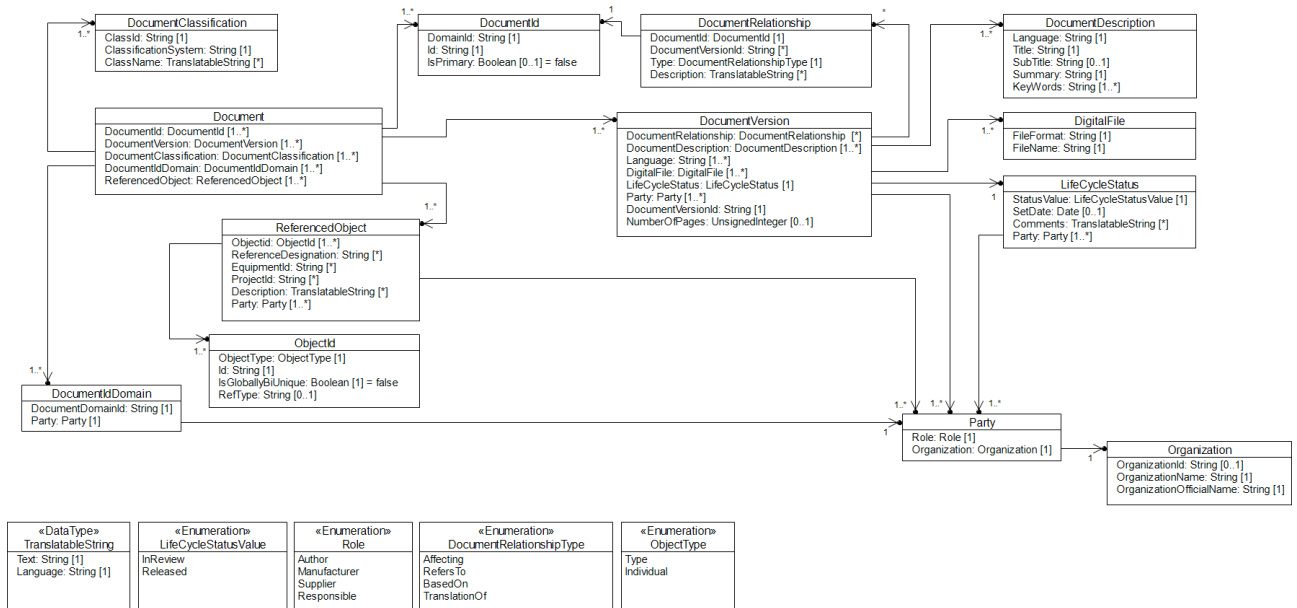 DocumentClassification
ClassId: String [1]
ClassificationSystem: String [1]
ClassName: TranslatableString [*]
1..*
DocumentId
DomainId: String [1]
Id: String [1]
IsPrimary: Boolean [0..1] = false
1..*
1
DocumentRelationship
DocumentId: DocumentId [1]
DocumentVersionId: String [*]
Type: DocumentRelationshipType [1]
Description: TranslatableString [*]
*
DocumentDescription
Language: String [1]
Title: String [1]
SubTitle: String [0..1]
Summary: String [1]
KeyWords: String [1..*]
1..*
Document
DocumentId: DocumentId [1..*]
DocumentVersion: DocumentVersion [1..*]
DocumentClassification: DocumentClassification [1..*]
DocumentIdDomain: DocumentIdDomain [1..*]
ReferencedObject: ReferencedObject [1..*]
DocumentVersion
DocumentRelationship: DocumentRelationship [*]
DocumentDescription: DocumentDescription [1..*]
Language: String [1..*]
DigitalFile: DigitalFile [1..*]
LifeCycleStatus: LifeCycleStatus [1]
Party: Party [1..*]
DocumentVersionId: String [1]
NumberOfPages: UnsignedInteger [0..1]
1..*
DigitalFile
FileFormat: String [1]
FileName: String [1]
1..*
LifeCycleStatus
StatusValue: LifeCycleStatusValue [1]
SetDate: Date [0..1]
Comments: TranslatableString [*]
Party: Party [1..*]
1
ReferencedObject
Objectid: ObjectId [1..*]
ReferenceDesignation: String [*]
EquipmentId: String [*]
ProjectId: String [*]
Description: TranslatableString [*]
Party: Party [1..*]
1..*
ObjectId
ObjectType: ObjectType [1]
Id: String [1]
IsGloballyBiUnique: Boolean [1] = false
RefType: String [0..1]
1..*
DocumentIdDomain
DocumentDomainId: String [1]
Party: Party [1]
1..*
Party
Role: Role [1]
Organization: Organization [1]
1..*
1..*
1..*
1
Organization
OrganizationId: String [0..1]
OrganizationName: String [1]
OrganizationOfficialName: String [1]
1
«DataType»
TranslatableString
Text: String [1]
Language: String [1]
«Enumeration»
LifeCycleStatusValue
InReview
Released
«Enumeration»
Role
Author
Manufacturer
Supplier
Responsible
«Enumeration»
DocumentRelationshipType
Affecting
RefersTo
BasedOn
TranslationOf
«Enumeration»
ObjectType
Type
Individual